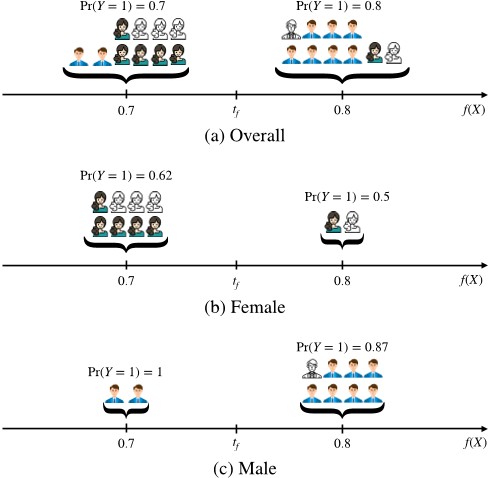 Pr(Y = 1) = 0.7 Pr(Y = 1) = 0.8
0.7 t_f 0.8 f(X)
(a) Overall
Pr(Y = 1) = 0.62 Pr(Y = 1) = 0.5
0.7 t_f 0.8 f(X)
(b) Female
Pr(Y = 1) = 1 Pr(Y = 1) = 0.87
0.7 t_f 0.8 f(X)
(c) Male